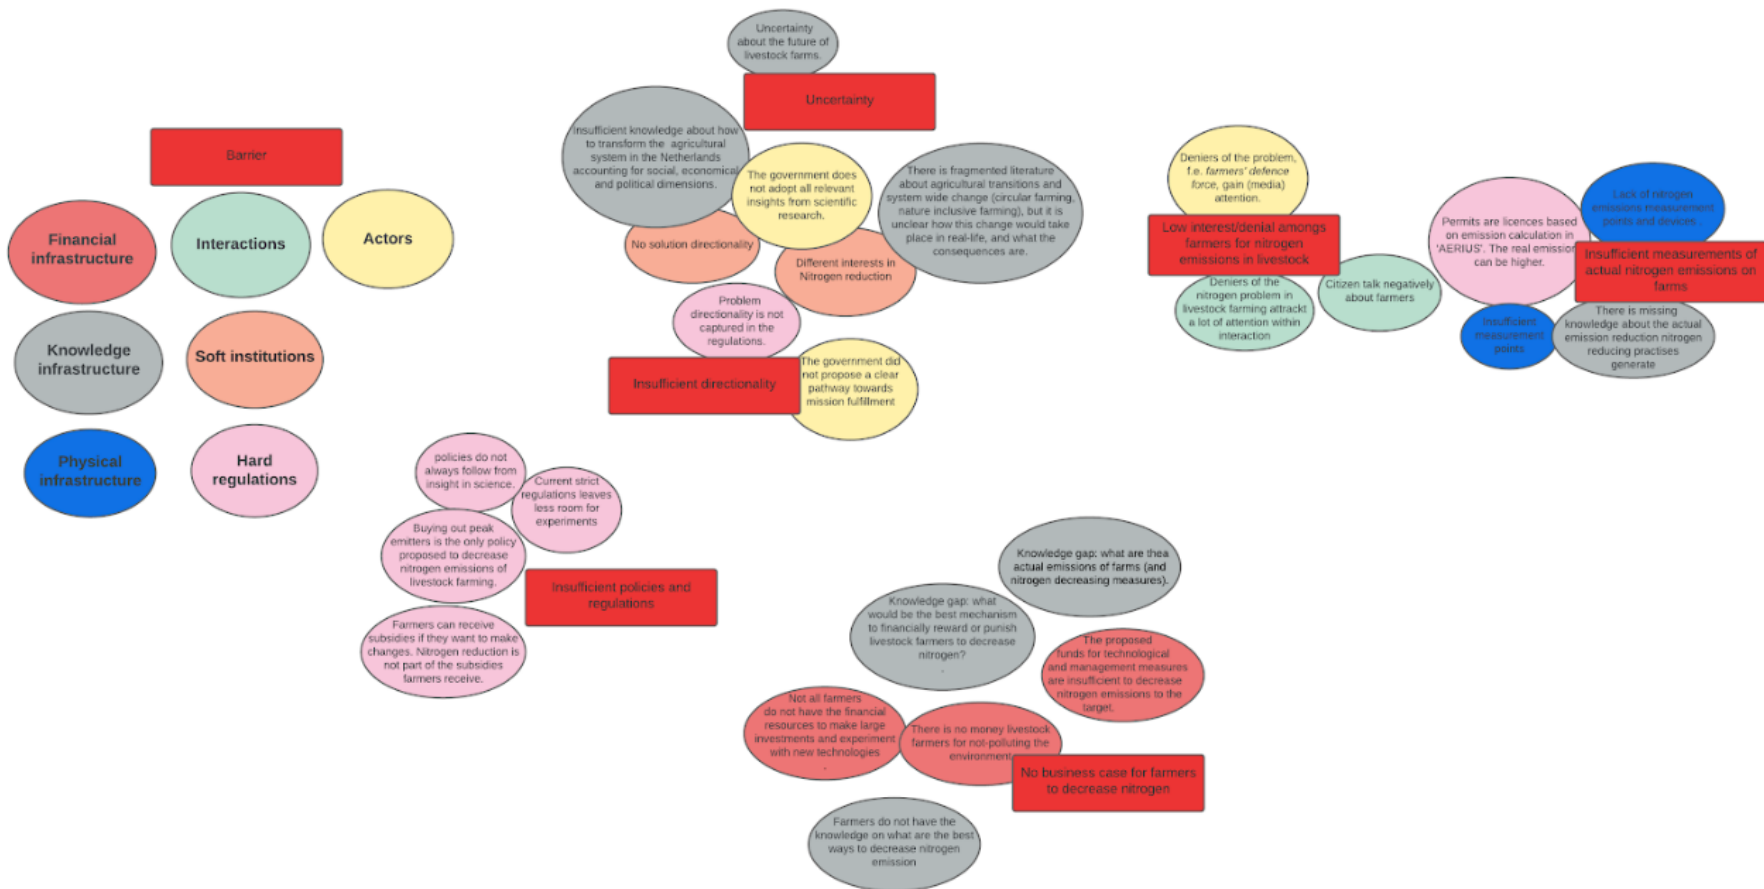 Barrier
Financial
infrastructure
Interactions
Actors
Knowledge
infrastructure
Soft institutions
Physical
infrastructure
Hard
regulations
Uncertainty
about the future of
livestock farms.
Uncertainty
Insufficient knowledge about how
to transform the agricultural
system in the Netherlands
accounting for social, economical
and political dimensions.
The government does
not adopt all relevant
insights from scientific
research.
There is fragmented literature
about agricultural transitions and
system wide change (circular farming,
nature inclusive farming), but it is
unclear how this change would take
place in real-life, and what the
consequences are.
No solution directionality
Different interests in
Nitrogen reduction
Problem
directionality is not
captured in the
regulations.
Insufficient directionality
The government did
not propose a clear
pathway towards
mission fulfillment
policies do not
always follow from
insight in science.
Current strict
regulations leaves
less room for
experiments
Buying out peak
emitters is the only policy
proposed to decrease
nitrogen emissions of
livestock farming.
Insufficient policies and
regulations
Farmers can receive
subsidies if they want to make
changes. Nitrogen reduction is
not part of the subsidies
farmers receive.
Deniers of the problem,
f.e. farmers' defence
force, gain (media)
attention.
Low interest/denial amongs
farmers for nitrogen
emissions in livestock
Deniers of the
nitrogen problem in
livestock farming attrackt
a lot of attention within
interaction
Citizen talk negatively
about farmers
Permits are licences based
on emission calculation in
'AERIUS'. The real emission
can be higher.
Lack of nitrogen
emissions measurement
points and devices .
Insufficient measurements of
actual nitrogen emissions on
farms
Insufficient
measurement
points
There is missing
knowledge about the actual
emission reduction nitrogen
reducing practises
generate
Knowledge gap: what are thea
actual emissions of farms (and
nitrogen decreasing measures).
Knowledge gap: what
would be the best mechanism
to financially reward or punish
livestock farmers to decrease
nitrogen?
.
The proposed
funds for technological
and management measures
are insufficient to decrease
nitrogen emissions to the
target.
Not all farmers
do not have the financial
resources to make large
investments and experiment
with new technologies
.
There is no money livestock
farmers for not-polluting the
environment
No business case for farmers
to decrease nitrogen
Farmers do not have the
knowledge on what are the best
ways to decrease nitrogen
emission